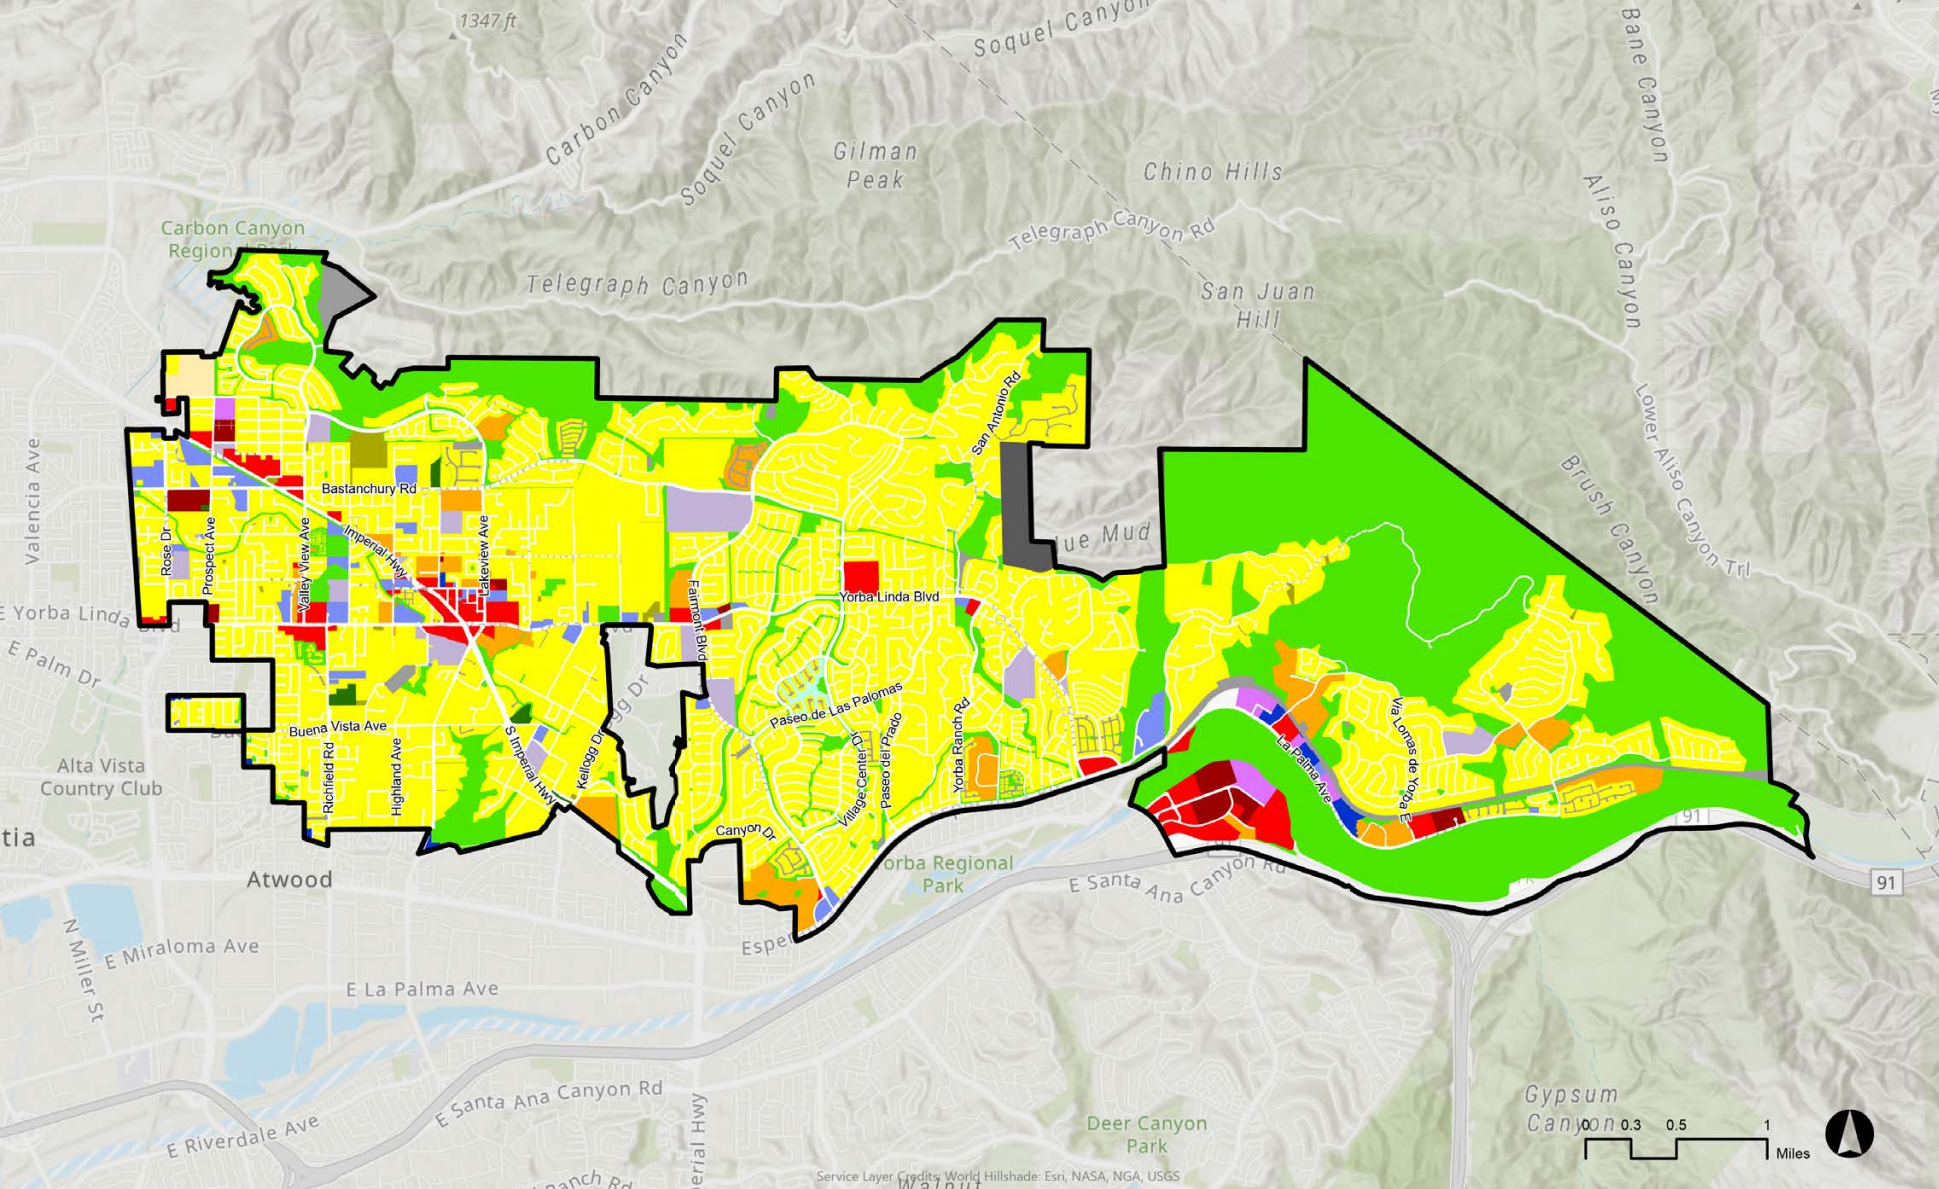 1347 ft
Carbon Canyon
Soquel Canyon
Soquel Canyon
Bane Canyon
Gilman
Peak
Chino Hills
Aliso Canyon
Telegraph Canyon Rd
Carbon Canyon
Regional Park
Telegraph Canyon
San Juan
Hill
San Antonio Rd
Lower Aliso Canyon Trl
Brush Canyon
Valencia Ave
Bastanchury Rd
Rose Dr
Prospect Ave
Valley View Ave
Imperial Hwy
Lakeview Ave
Fairmont Blvd
Yorba Linda Blvd
E Yorba Linda Blvd
E Palm Dr
Paseo de Las Palomas
Buena Vista Ave
Richfield Rd
Highland Ave
S Imperial Hwy
Kellogg Dr
gg Dr
Village Center Dr
Paseo del Prado
Yorba Ranch Rd
La Palma Ave
Via Lomas de Yorba E
Alta Vista
Country Club
Canyon Dr
91
tia
Atwood
orba Regional
Park
E Santa Ana Canyon Rd
91
N Miller St
E Miraloma Ave
Esper
E La Palma Ave
E Santa Ana Canyon Rd
E Riverdale Ave
erial Hwy
Deer Canyon
Park
Gypsum
Canyon
0 0.3 0.5 1
Miles
Service Layer Credits: World Hillshade: Esri, NASA, NGA, USGS
anch Rd
Walnut